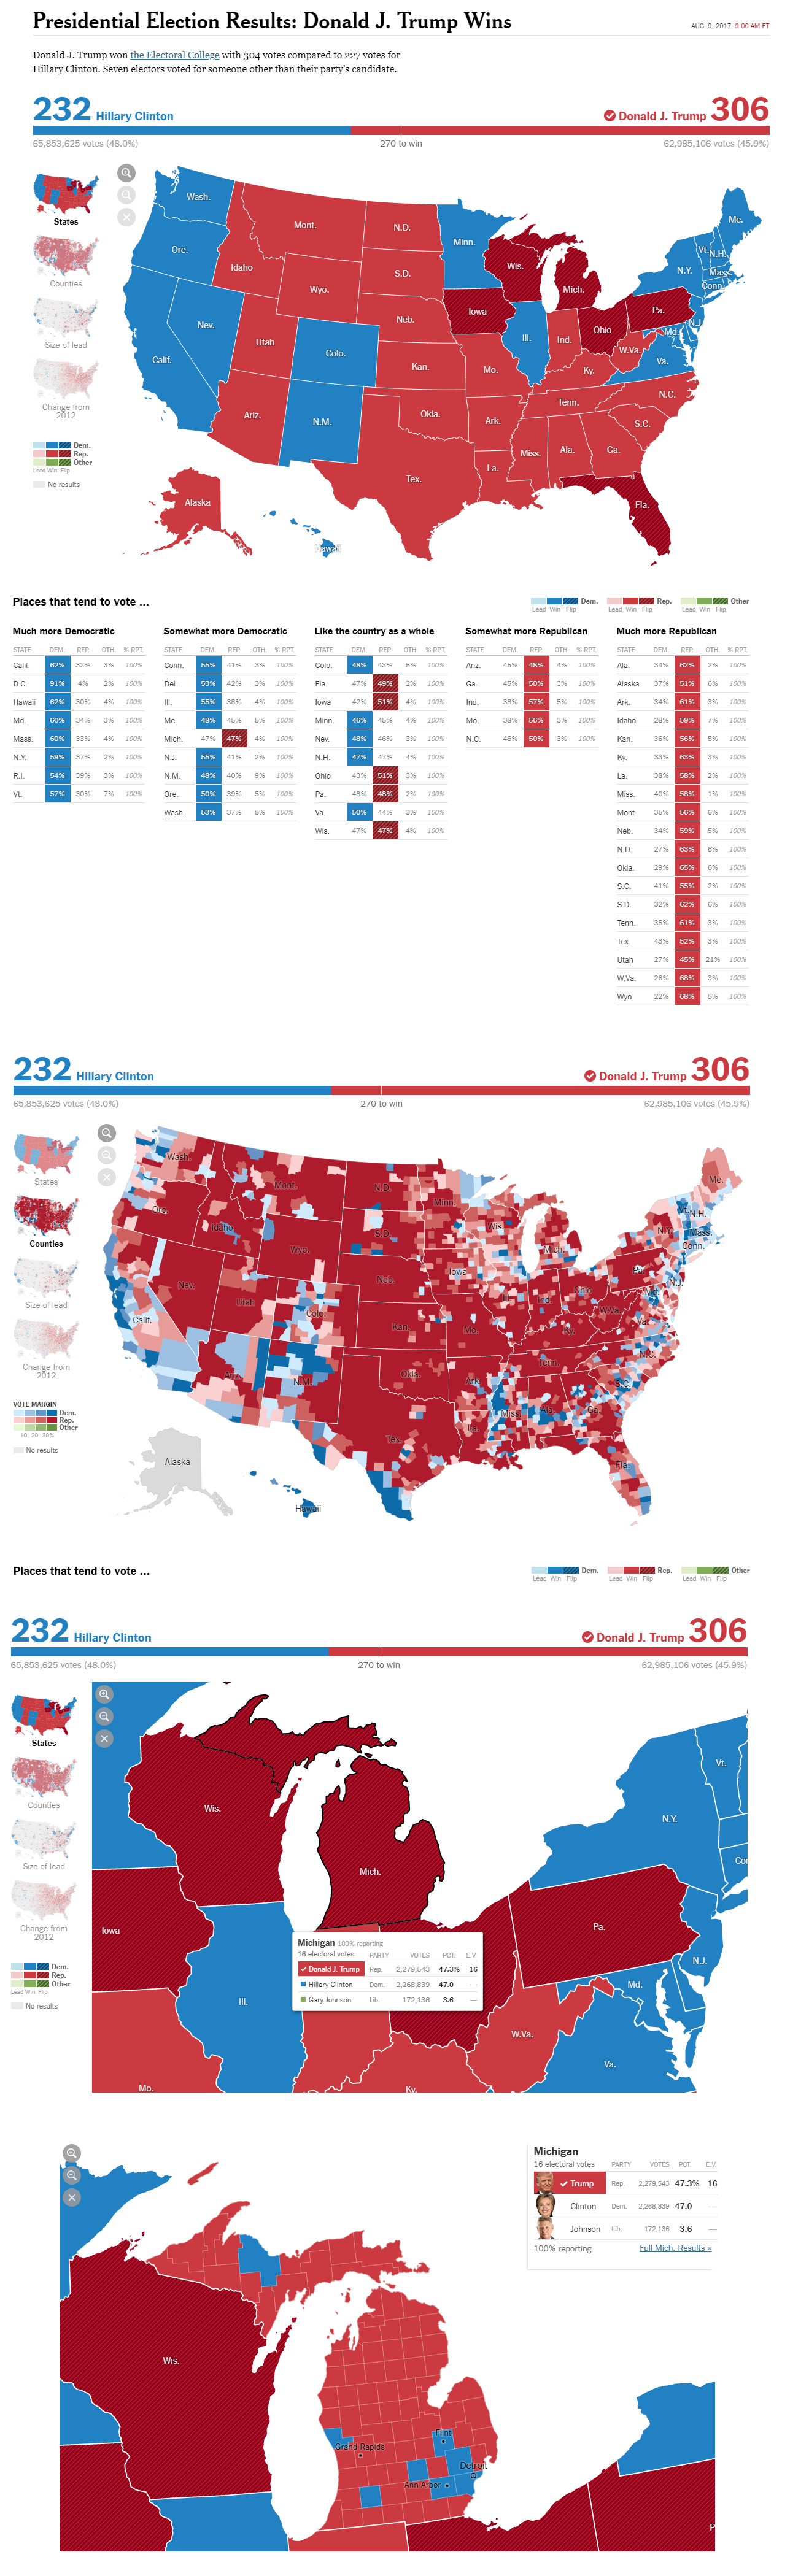 Presidential Election Results: Donald J. Trump Wins
AUG. 9, 2017, 9:00 AM ET
Donald J. Trump won the Electoral College with 304 votes compared to 227 votes for
Hillary Clinton. Seven electors voted for someone other than their party's candidate.
232 Hillary Clinton
Donald J. Trump 306
65,853,625 votes (48.0%)
270 to win
62,985,106 votes (45.9%)
States
Counties
Size of lead
Change from
2012
Dem.
Rep.
Other
Lead Win Flip
No results
Wash.
Ore.
Calif.
Nev.
Idaho
Mont.
Wyo.
Utah
Ariz.
Colo.
N.M.
N.D.
S.D.
Neb.
Kan.
Okla.
Tex.
Minn.
Iowa
Mo.
Ark.
La.
Wis.
Ill.
Mich.
Ind.
Ohio
Ky.
Tenn.
Miss.
Ala.
Ga.
Fla.
S.C.
N.C.
Va.
W.Va.
Pa.
Md.
N.J.
N.Y.
Conn.
Mass.
Vt.
N.H.
Me.
Alaska
Hawaii
Places that tend to vote ...
Dem. Rep. Other
Lead Win Flip Lead Win Flip Lead Win Flip
Much more Democratic
STATE DEM. REP. OTH. % RPT.
Calif. 62% 32% 3% 100%
D.C. 91% 4% 2% 100%
Hawaii 62% 30% 4% 100%
Md. 60% 34% 3% 100%
Mass. 60% 33% 4% 100%
N.Y. 59% 37% 2% 100%
R.I. 54% 39% 3% 100%
Vt. 57% 30% 7% 100%
Somewhat more Democratic
STATE DEM. REP. OTH. % RPT.
Conn. 55% 41% 3% 100%
Del. 53% 42% 3% 100%
Ill. 55% 38% 4% 100%
Me. 48% 45% 5% 100%
Mich. 47% 47% 4% 100%
N.J. 55% 41% 2% 100%
N.M. 48% 40% 9% 100%
Ore. 50% 39% 5% 100%
Wash. 53% 37% 5% 100%
Like the country as a whole
STATE DEM. REP. OTH. % RPT.
Colo. 48% 43% 5% 100%
Fla. 47% 49% 2% 100%
Iowa 42% 51% 4% 100%
Minn. 46% 45% 4% 100%
Nev. 48% 46% 3% 100%
N.H. 47% 47% 4% 100%
Ohio 43% 51% 3% 100%
Pa. 48% 48% 2% 100%
Va. 50% 44% 3% 100%
Wis. 47% 47% 4% 100%
Somewhat more Republican
STATE DEM. REP. OTH. % RPT.
Ariz. 45% 48% 4% 100%
Ga. 45% 50% 3% 100%
Ind. 38% 57% 5% 100%
Mo. 38% 56% 3% 100%
N.C. 46% 50% 3% 100%
Much more Republican
STATE DEM. REP. OTH. % RPT.
Ala. 34% 62% 2% 100%
Alaska 37% 51% 6% 100%
Ark. 34% 61% 3% 100%
Idaho 28% 59% 7% 100%
Kan. 36% 56% 5% 100%
Ky. 33% 63% 3% 100%
La. 38% 58% 2% 100%
Miss. 40% 58% 1% 100%
Mont. 35% 56% 6% 100%
Neb. 34% 59% 5% 100%
N.D. 27% 63% 6% 100%
Okla. 29% 65% 6% 100%
S.C. 41% 55% 2% 100%
S.D. 32% 62% 6% 100%
Tenn. 35% 61% 3% 100%
Tex. 43% 52% 3% 100%
Utah 27% 45% 21% 100%
W.Va. 26% 68% 3% 100%
Wyo. 22% 68% 5% 100%
232 Hillary Clinton
Donald J. Trump 306
65,853,625 votes (48.0%)
270 to win
62,985,106 votes (45.9%)
States
Counties
Size of lead
Change from
2012
VOTE MARGIN
Dem.
Rep.
Other
10 20 30%
No results
Wash.
Ore.
Calif.
Nev.
Idaho
Mont.
Wyo.
Utah
Ariz.
Colo.
N.M.
N.D.
S.D.
Neb.
Kan.
Okla.
Tex.
Minn.
Iowa
Mo.
Ark.
La.
Wis.
Ill.
Mich.
Ind.
Ohio
Ky.
Tenn.
Miss.
Ala.
Ga.
Fla.
S.C.
N.C.
Va.
W.Va.
Pa.
Md.
N.J.
N.Y.
Conn.
Mass.
Vt.
N.H.
Me.
Alaska
Hawaii
Places that tend to vote ...
Dem. Rep. Other
Lead Win Flip Lead Win Flip Lead Win Flip
232 Hillary Clinton
Donald J. Trump 306
65,853,625 votes (48.0%)
270 to win
62,985,106 votes (45.9%)
States
Counties
Size of lead
Change from
2012
Dem.
Rep.
Other
Lead Win Flip
No results
Wis.
Mich.
Iowa
Ill.
Mo.
Ky.
W.Va.
Va.
Md.
Pa.
N.J.
N.Y.
Vt.
Co
Michigan 100% reporting
16 electoral votes PARTY VOTES PCT. E.V.
Donald J. Trump Rep. 2,279,543 47.3% 16
Hillary Clinton Dem. 2,268,839 47.0 —
Gary Johnson Lib. 172,136 3.6 —
Michigan
16 electoral votes PARTY VOTES PCT. E.V.
Trump Rep. 2,279,543 47.3% 16
Clinton Dem. 2,268,839 47.0 —
Johnson Lib. 172,136 3.6 —
100% reporting Full Mich. Results »
Wis.
Grand Rapids
Flint
Detroit
Ann Arbor
P